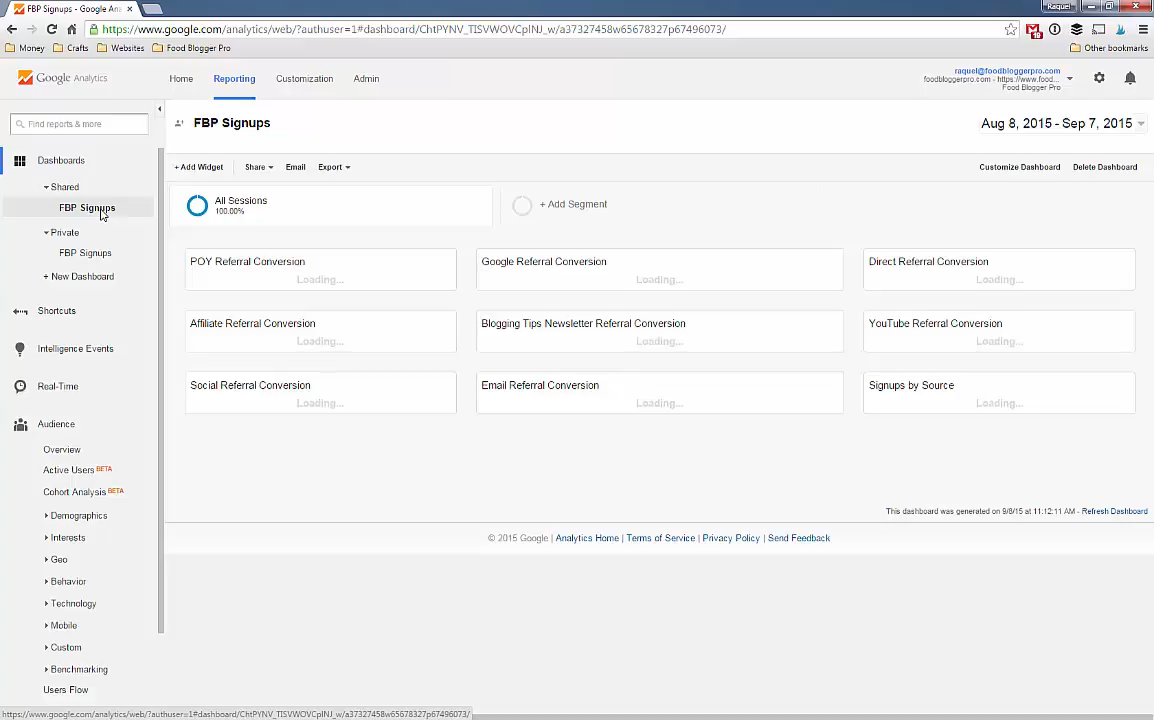 FBP Signups - Google Ana
Raquel
https://www.google.com/analytics/web/?authuser=1#dashboard/ChtPYNV_TISVWOVCpINJ_w/a37327458w65678327p67496073/
Money
Crafts
Websites
Food Blogger Pro
Other bookmarks
Google Analytics
Home
Reporting
Customization
Admin
raquel@foodbloggerpro.com
foodbloggerpro.com - https://www.food...
Food Blogger Pro
Find reports & more
FBP Signups
Aug 8, 2015 - Sep 7, 2015
Dashboards
+ Add Widget
Share
Email
Export
Customize Dashboard
Delete Dashboard
Shared
FBP Signups
Private
FBP Signups
+ New Dashboard
All Sessions
100.00%
+ Add Segment
POY Referral Conversion
Loading...
Google Referral Conversion
Loading...
Direct Referral Conversion
Loading...
Affiliate Referral Conversion
Loading...
Blogging Tips Newsletter Referral Conversion
Loading...
YouTube Referral Conversion
Loading...
Social Referral Conversion
Loading...
Email Referral Conversion
Loading...
Signups by Source
Loading...
Shortcuts
Intelligence Events
Real-Time
Audience
Overview
Active Users BETA
Cohort Analysis BETA
Demographics
Interests
Geo
Behavior
Technology
Mobile
Custom
Benchmarking
Users Flow
This dashboard was generated on 9/8/15 at 11:12:11 AM - Refresh Dashboard
© 2015 Google | Analytics Home | Terms of Service | Privacy Policy | Send Feedback
https://www.google.com/analytics/web/?authuser=1#dashboard/ChtPYNV_TISVWOVCpINJ_w/a37327458w65678327p67496073/